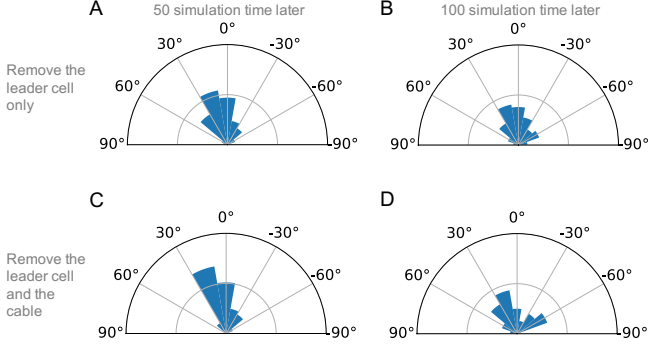 A
50 simulation time later
B
100 simulation time later
0°
30°
-30°
60°
-60°
90°
-90°
0°
30°
-30°
60°
-60°
90°
-90°
Remove the
leader cell
only
C
D
0°
30°
-30°
60°
-60°
90°
-90°
0°
30°
-30°
60°
-60°
90°
-90°
Remove the
leader cell
and the
cable